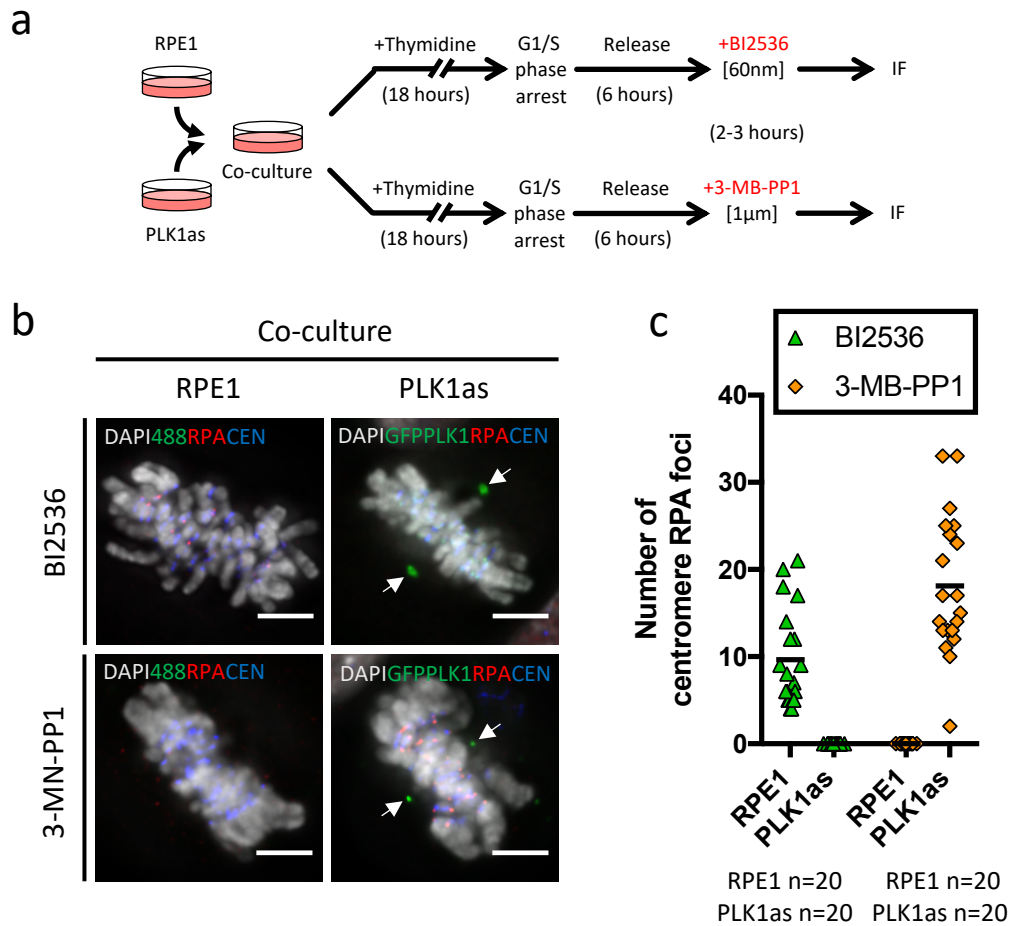 a
RPE1
PLK1as
Co-culture
+Thymidine
(18 hours)
G1/S
phase
arrest
Release
(6 hours)
+BI2536
[60nm]
IF
(2-3 hours)
+Thymidine
(18 hours)
G1/S
phase
arrest
Release
(6 hours)
+3-MB-PP1
[1µm]
IF
b
Co-culture
RPE1
PLK1as
BI2536
DAPI488RPACEN
DAPIGFPPLK1RPACEN
3-MN-PP1
DAPI488RPACEN
DAPIGFPPLK1RPACEN
c
BI2536
3-MB-PP1
Number of
centromere RPA foci
40
30
20
10
0
RPE1
PLK1as
RPE1
PLK1as
RPE1 n=20
PLK1as n=20
RPE1 n=20
PLK1as n=20